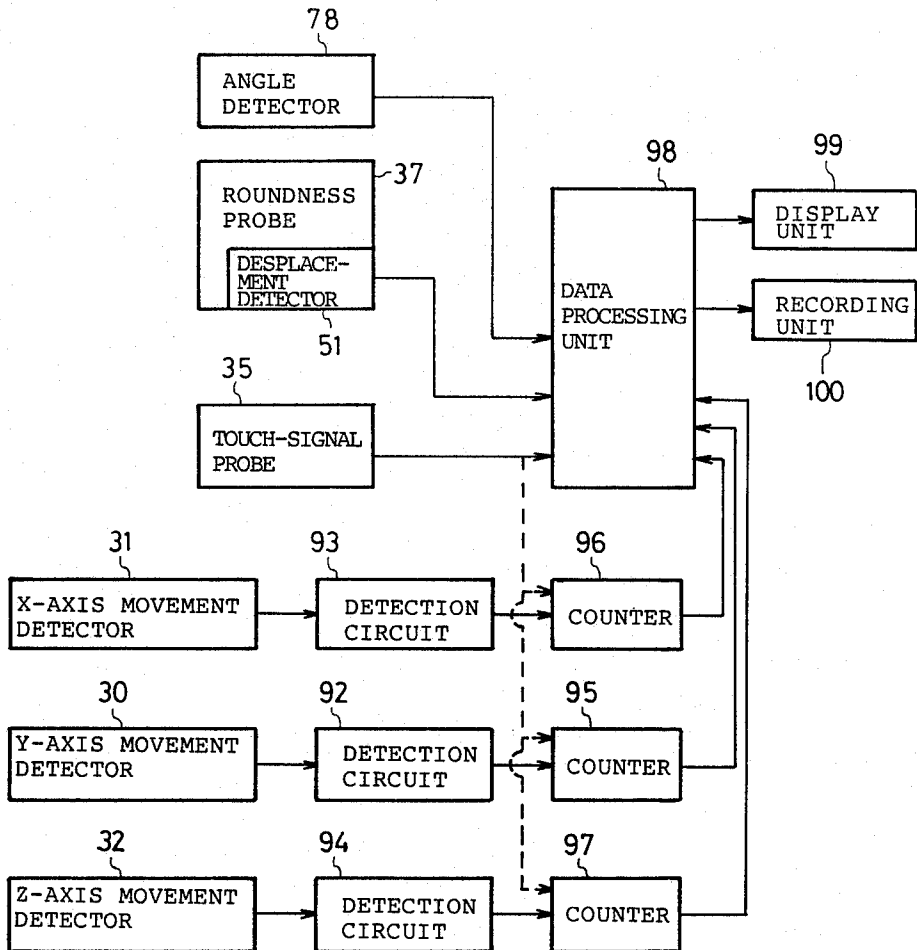 78
ANGLE
DETECTOR
37
ROUNDNESS
PROBE
DESPLACE-
MENT
DETECTOR
51
35
TOUCH-SIGNAL
PROBE
98
DATA
PROCESSING
UNIT
99
DISPLAY
UNIT
RECORDING
UNIT
100
31
X-AXIS MOVEMENT
DETECTOR
93
DETECTION
CIRCUIT
96
COUNTER
30
Y-AXIS MOVEMENT
DETECTOR
92
DETECTION
CIRCUIT
95
COUNTER
32
Z-AXIS MOVEMENT
DETECTOR
94
DETECTION
CIRCUIT
97
COUNTER